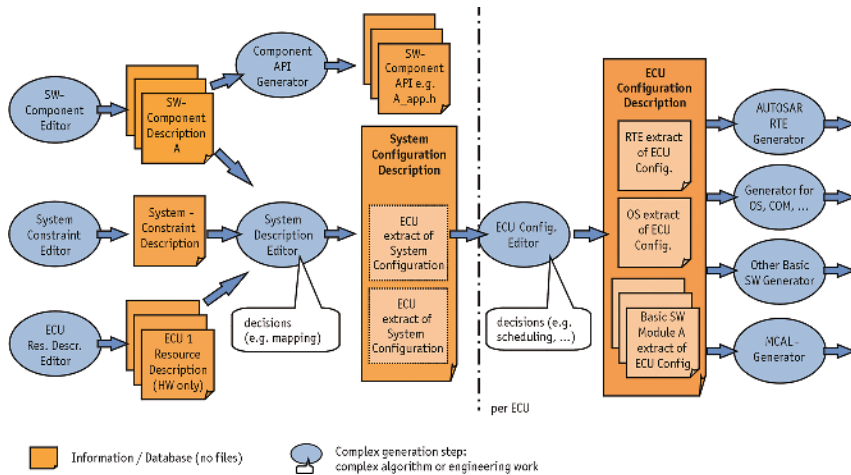 SW-
Component
Editor
SW-
Component
Description
A
Component
API
Generator
SW-
Component
API e.g.
A_app.h
System
Constraint
Editor
System -
Constraint
Description
System
Description
Editor
decisions
(e.g. mapping)
ECU
Res. Descr.
Editor
ECU 1
Resource
Description
(HW only)
System
Configuration
Description
ECU
extract of
System
Configuration
ECU
extract of
System
Configuration
ECU Config.
Editor
decisions (e.g.
scheduling, ...)
per ECU
ECU
Configuration
Description
RTE extract
of ECU
Config.
OS extract
of ECU
Config.
Basic SW
Module A
extract of
ECU Config
AUTOSAR
RTE
Generator
Generator for
OS, COM, ...
Other Basic
SW Generator
MCAL-
Generator
Information / Database (no files)
Complex generation step:
complex algorithm or engineering work